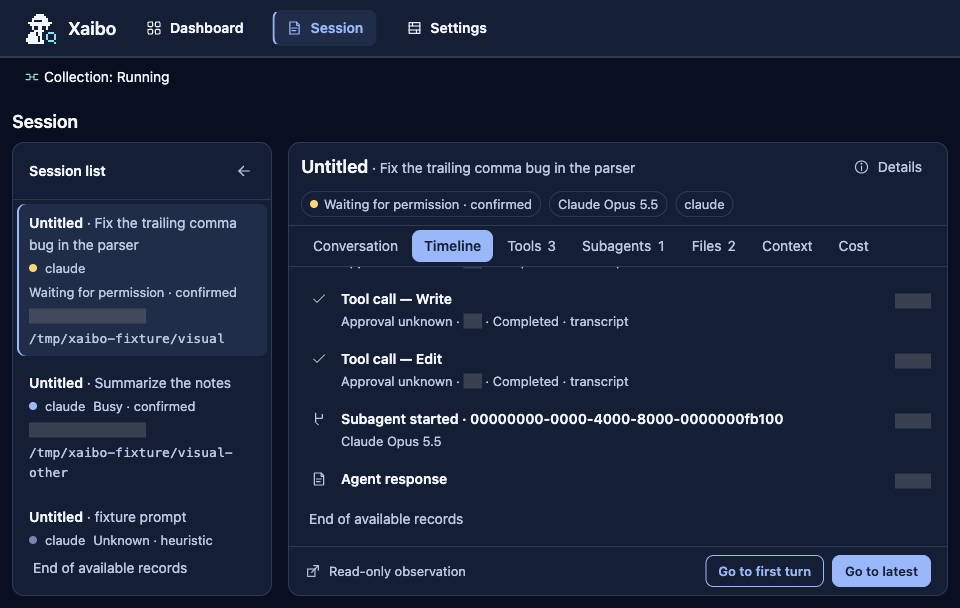 Xaibo
Dashboard
Session
Settings
Collection: Running
Session
Session list
Untitled · Fix the trailing comma
bug in the parser
claude
Waiting for permission · confirmed
/tmp/xaibo-fixture/visual
Untitled · Summarize the notes
claude Busy · confirmed
/tmp/xaibo-fixture/visual-
other
Untitled · fixture prompt
claude Unknown · heuristic
End of available records
Untitled · Fix the trailing comma bug in the parser
Details
Waiting for permission · confirmed
Claude Opus 5.5
claude
Conversation
Timeline
Tools 3
Subagents 1
Files 2
Context
Cost
Tool call — Write
Approval unknown · · Completed · transcript
Tool call — Edit
Approval unknown · · Completed · transcript
Subagent started · 00000000-0000-4000-8000-0000000fb100
Claude Opus 5.5
Agent response
End of available records
Read-only observation
Go to first turn
Go to latest